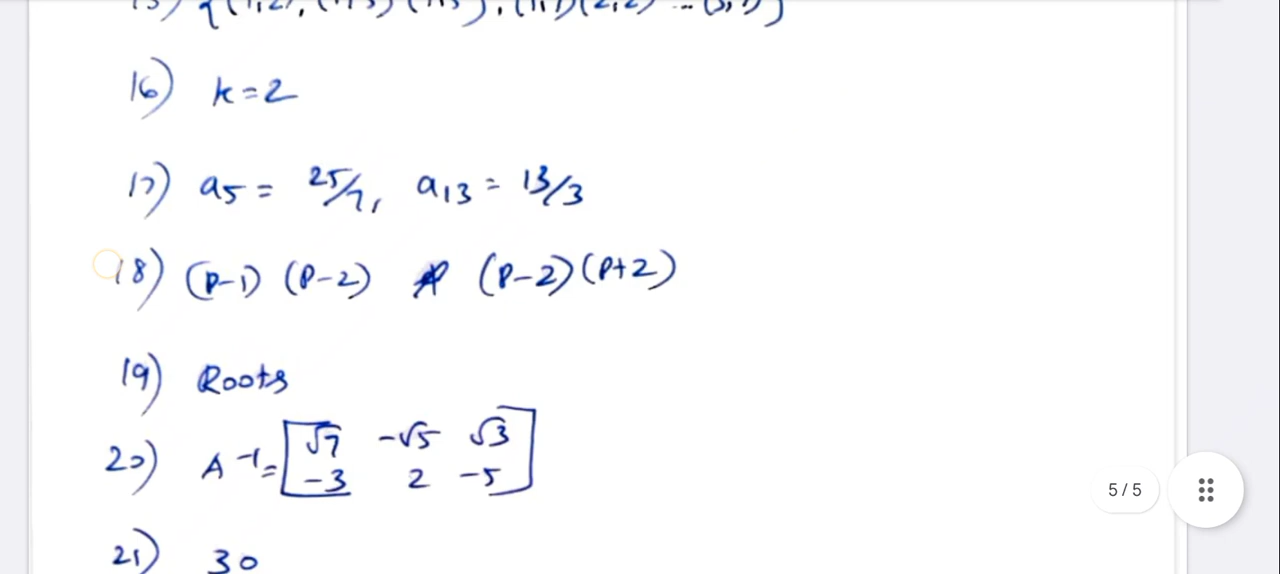 16) k=2
17) a5 = 25/7, a13 = 13/3
18) (P-1) (P-2) (P-2)(P+2)
19) Roots
20) A-1= [√7 -√5 √3
-3 2 -5]
5/5
21) 30